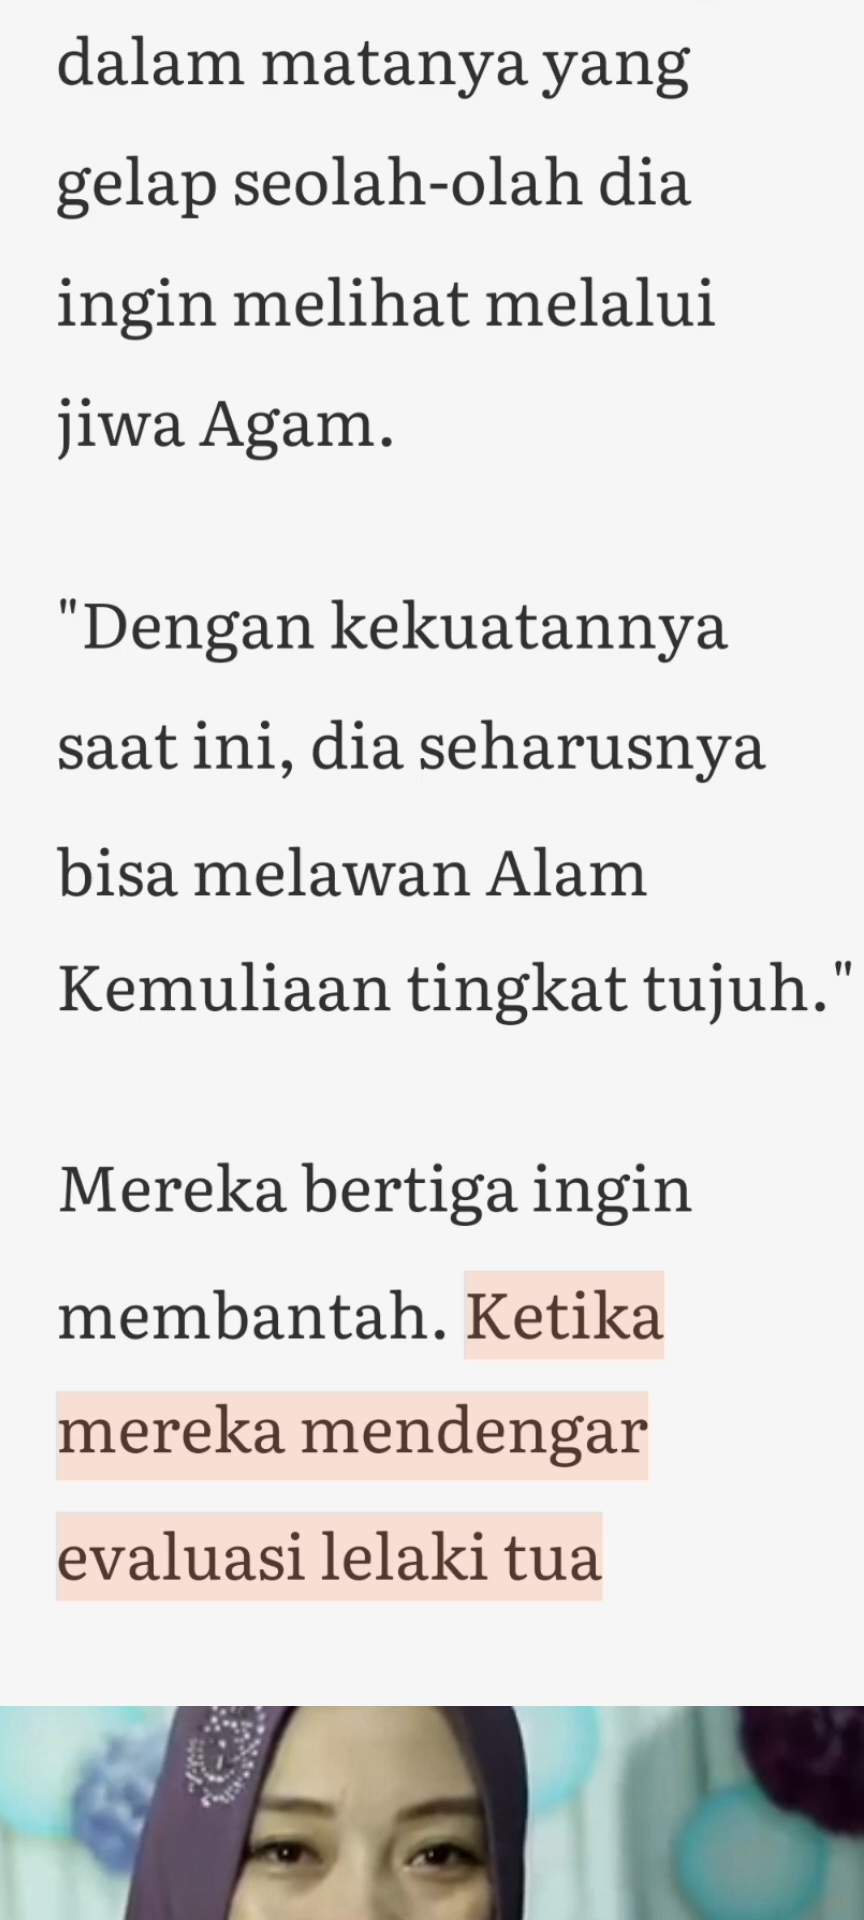 dalam matanya yang
gelap seolah-olah dia
ingin melihat melalui
jiwa Agam.
"Dengan kekuatannya
saat ini, dia seharusnya
bisa melawan Alam
Kemuliaan tingkat tujuh."
Mereka bertiga ingin
membantah. Ketika
mereka mendengar
evaluasi lelaki tua